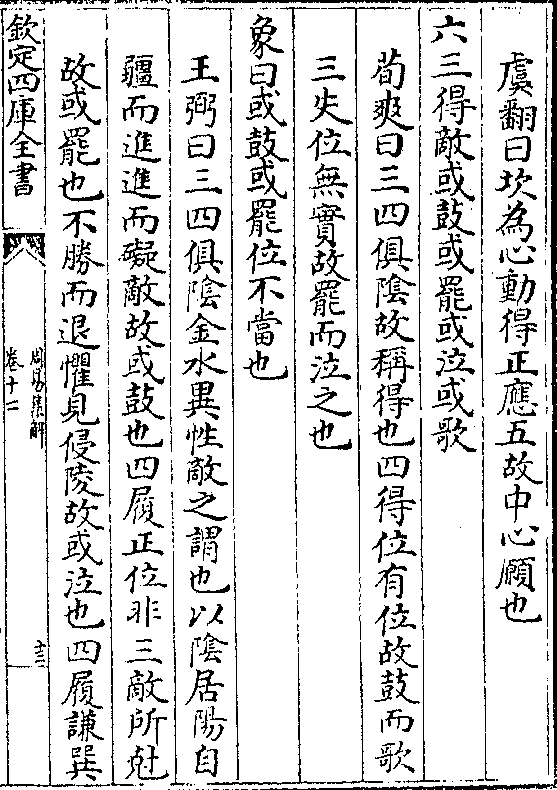 虞翻曰坎為心動得正應五故中心願也
六三得敵或鼓或罷或泣或歌
荀爽曰三四俱陰故稱得也四得位有位故鼓而歌
三失位無實故罷而泣之也
象曰或鼓或罷位不當也
王弼曰三四俱陰金水異性敵之謂也以陰居陽自
疆而進進而礙敵故或鼓也四履正位非三敵所尅
故或罷也不勝而退懼見侵陵故或泣也四履謙巽
欽定四庫全書
周易集解
卷十二
十三